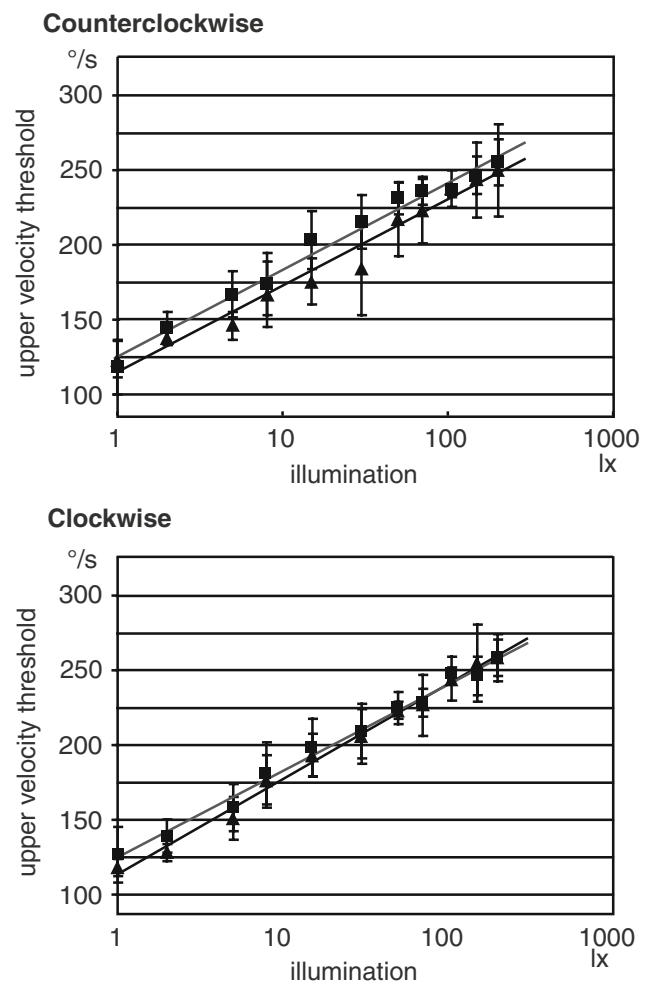 Counterclockwise
°/s
upper velocity threshold
300
250
200
150
100
1 10 100 1000
lx
illumination
Clockwise
°/s
upper velocity threshold
300
250
200
150
100
1 10 100 1000
lx
illumination